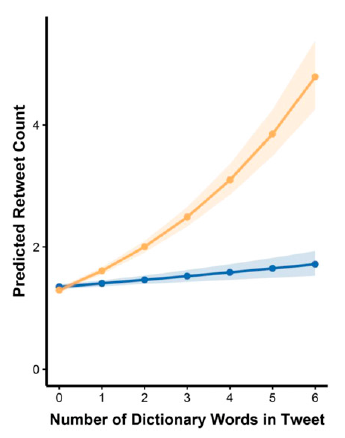 Predicted Retweet Count
4
2
0
0 1 2 3 4 5 6
Number of Dictionary Words in Tweet